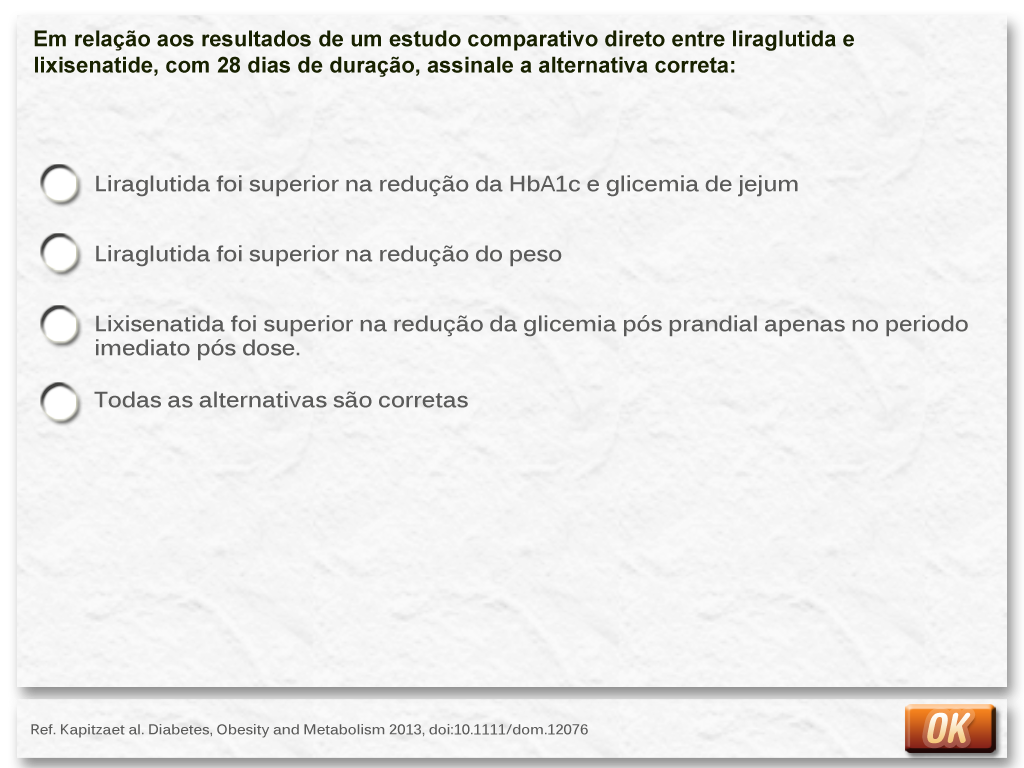 Em relação aos resultados de um estudo comparativo direto entre liraglutida e
lixisenatide, com 28 dias de duração, assinale a alternativa correta:
Liraglutida foi superior na redução da HbA1c e glicemia de jejum
Liraglutida foi superior na redução do peso
Lixisenatida foi superior na redução da glicemia pós prandial apenas no periodo
imediato pós dose.
Todas as alternativas são corretas
Ref. Kapitzaet al. Diabetes, Obesity and Metabolism 2013, doi:10.1111/dom.12076
OK